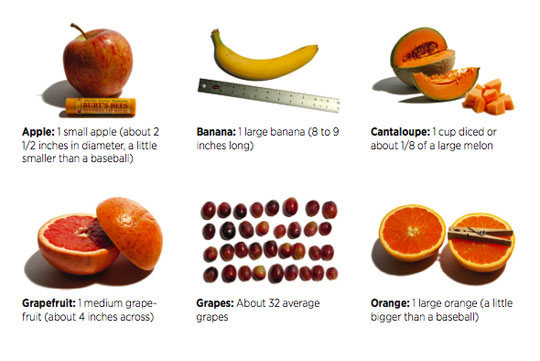 BURT'S BEES
Apple: 1 small apple (about 2
1/2 inches in diameter, a little
smaller than a baseball)
Banana: 1 large banana (8 to 9
inches long)
Cantaloupe: 1 cup diced or
about 1/8 of a large melon
Grapefruit: 1 medium grape-
fruit (about 4 inches across)
Grapes: About 32 average
grapes
Orange: 1 large orange (a little
bigger than a baseball)